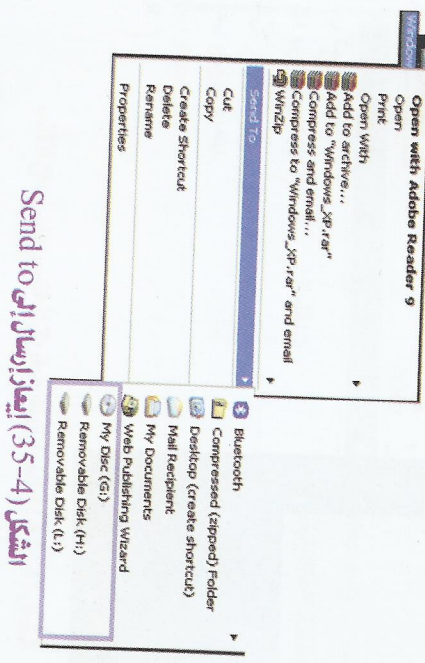 Windows
Open with Adobe Reader 9
Open
Print
Open With
Add to archive...
Add to "Windows_XP.rar"
Compress and email...
Compress to "Windows_XP.rar" and email
WinZip
Send To
Cut
Copy
Create Shortcut
Delete
Rename
Properties
Bluetooth
Compressed (zipped) Folder
Desktop (create shortcut)
Mail Recipient
My Documents
Web Publishing Wizard
My Disc (G:)
Removable Disk (H:)
Removable Disk (L:)
الشكل (4-35) ايعاز إرسال إلى Send to